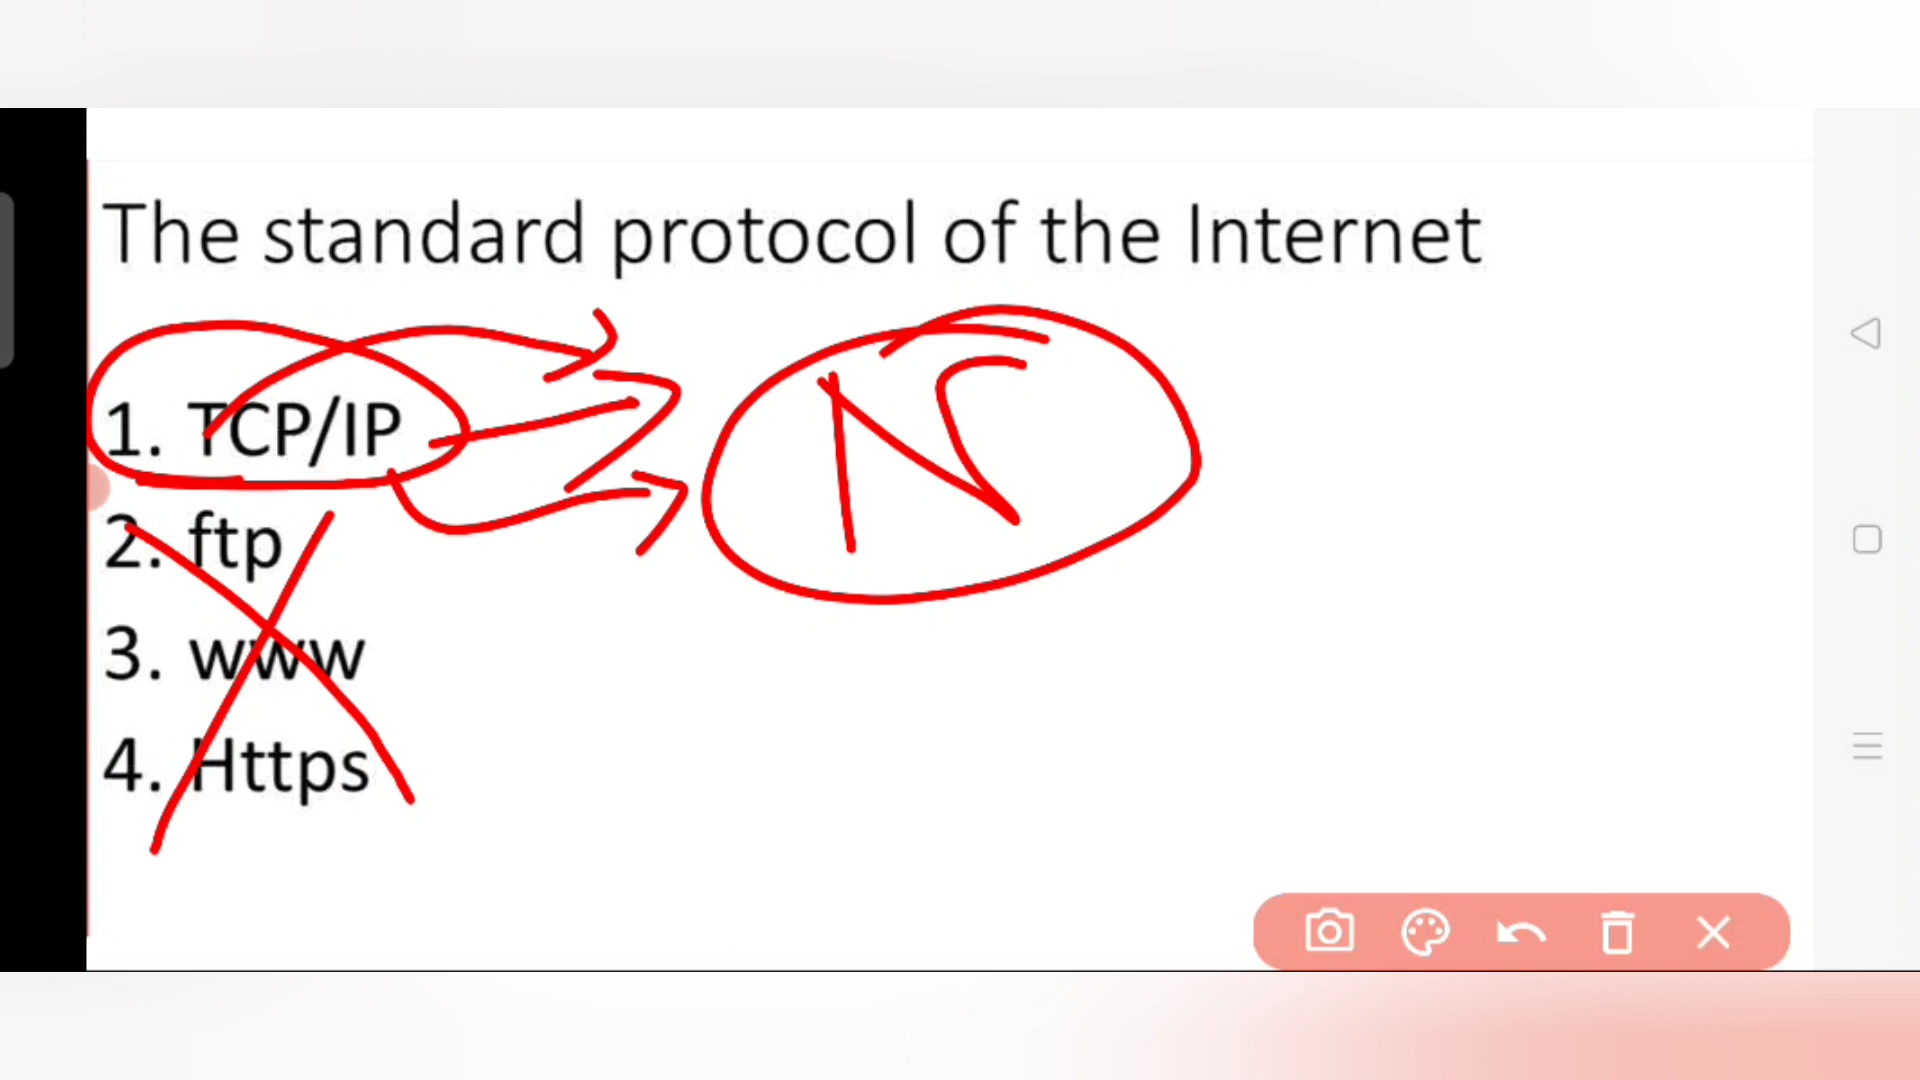 The standard protocol of the Internet
1. TCP/IP
2. ftp
3. www
4. Https
N